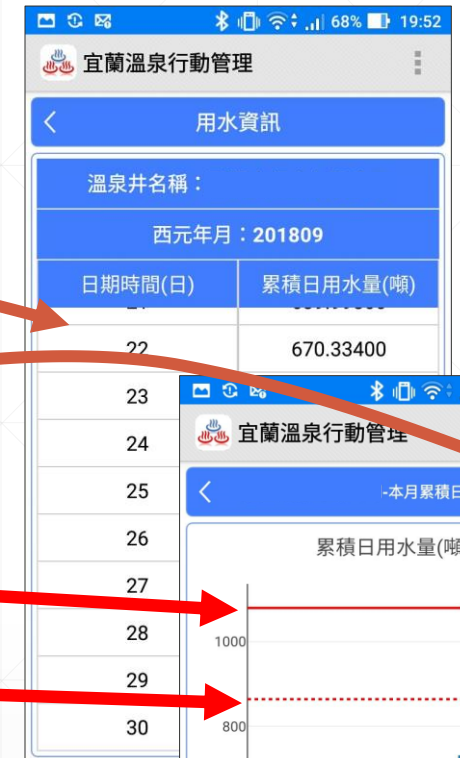 68% 19:52
宜蘭溫泉行動管理
用水資訊
溫泉井名稱：
西元年月：201809
日期時間(日) 累積日用水量(噸)
22 670.33400
23
24
25
26
27
28
29
30
宜蘭溫泉行動管理
-本月累積日
累積日用水量(噸
1000
800